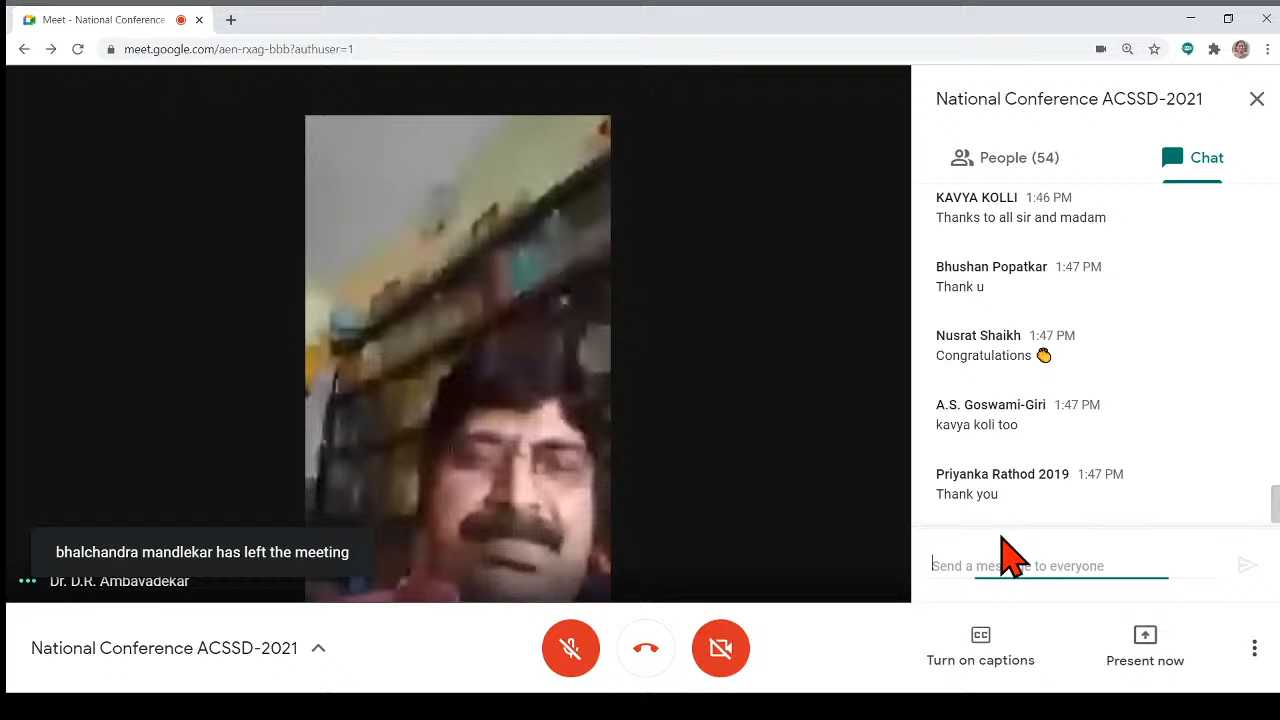 Meet - National Conference
meet.google.com/aen-rxag-bbb?authuser=1
National Conference ACSSD-2021
People (54)
Chat
KAVYA KOLLI 1:46 PM
Thanks to all sir and madam
Bhushan Popatkar 1:47 PM
Thank u
Nusrat Shaikh 1:47 PM
Congratulations 👏
A.S. Goswami-Giri 1:47 PM
kavya koli too
Priyanka Rathod 2019 1:47 PM
Thank you
bhalchandra mandlekar has left the meeting
Dr. D.R. Ambavadekar
Send a me e to everyone
National Conference ACSSD-2021
CC
Turn on captions
Present now